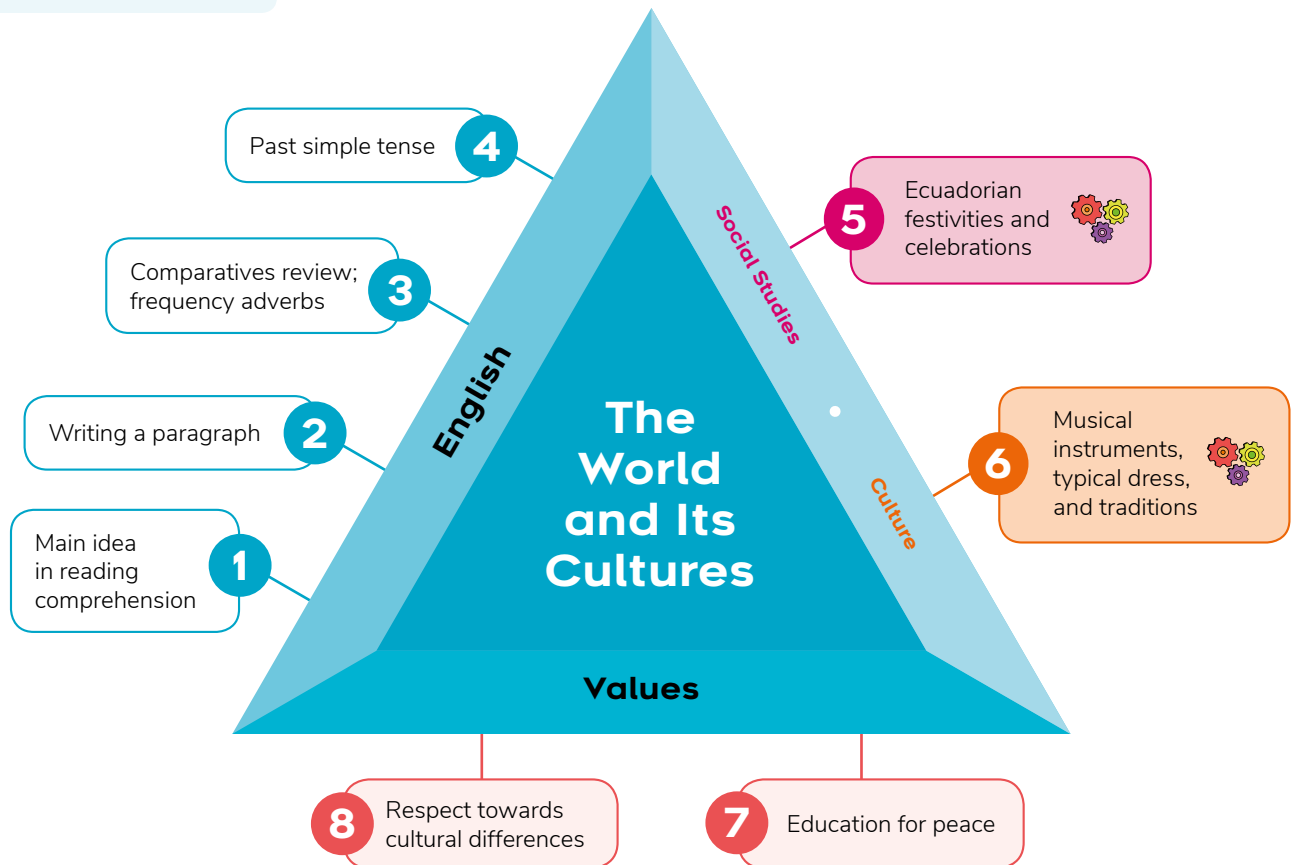 4
Past simple tense
3
Comparatives review;
frequency adverbs
2
Writing a paragraph
1
Main idea
in reading
comprehension
English
The
World
and Its
Cultures
Social Studies
Culture
5
Ecuadorian
festivities and
celebrations
6
Musical
instruments,
typical dress,
and traditions
Values
8
Respect towards
cultural differences
7
Education for peace